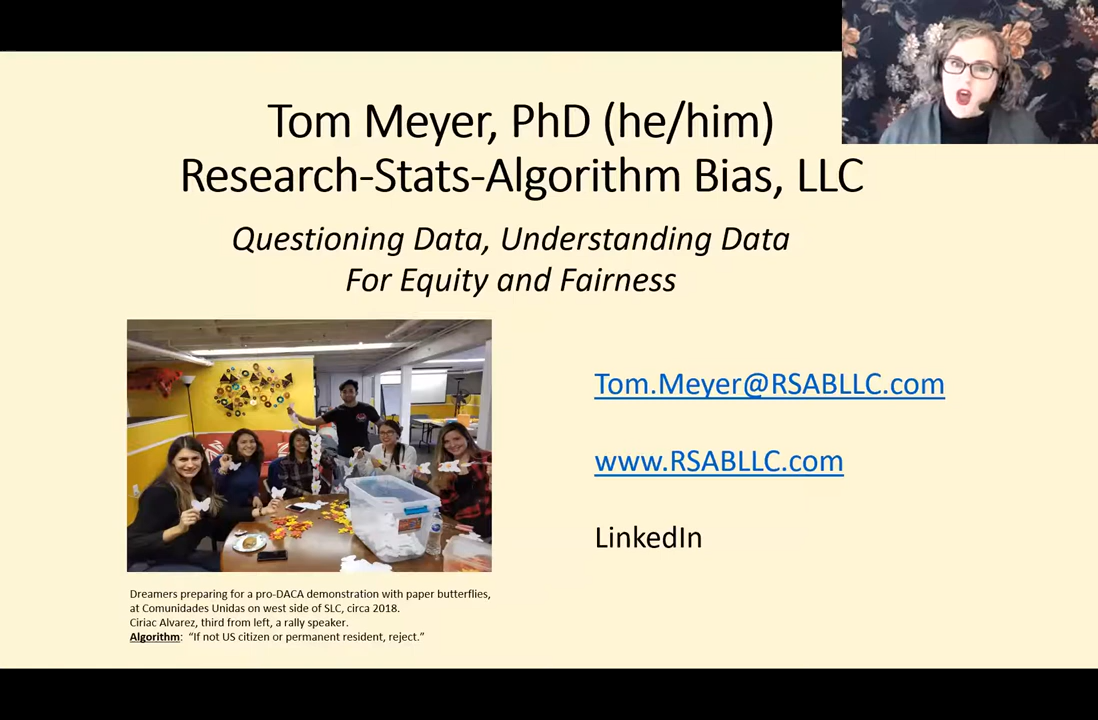 Tom Meyer, PhD (he/him)
Research-Stats-Algorithm Bias, LLC
Questioning Data, Understanding Data
For Equity and Fairness
Tom.Meyer@RSABLLC.com
www.RSABLLC.com
LinkedIn
Dreamers preparing for a pro-DACA demonstration with paper butterflies,
at Comunidades Unidas on west side of SLC, circa 2018.
Ciriac Alvarez, third from left, a rally speaker.
Algorithm:  “If not US citizen or permanent resident, reject.”